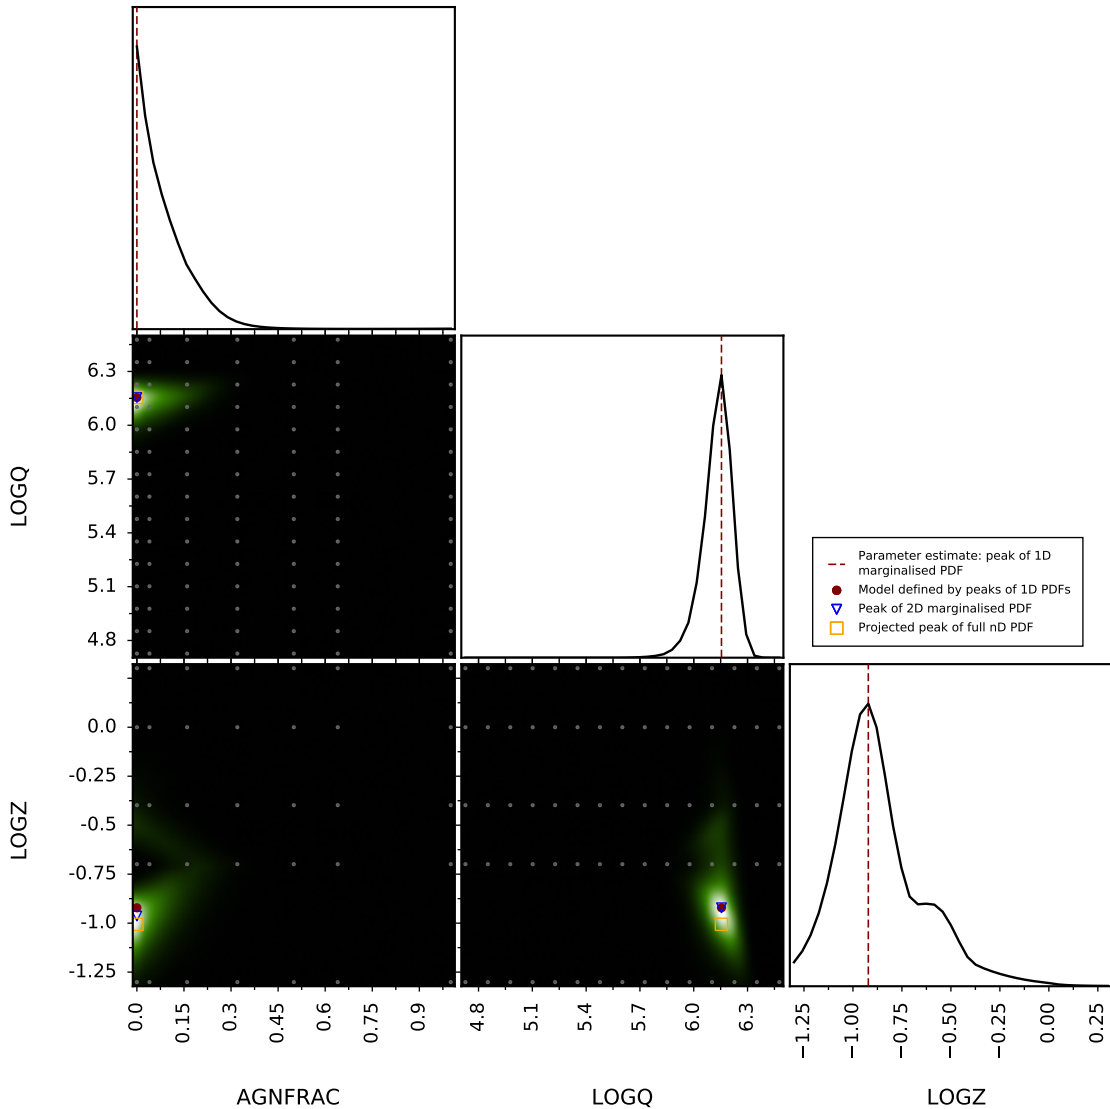 6.3
6.0
5.7
5.4
5.1
4.8
LOGQ
Parameter estimate: peak of 1D
marginalised PDF
Model defined by peaks of 1D PDFs
Peak of 2D marginalised PDF
Projected peak of full nD PDF
0.0
-0.25
-0.5
-0.75
-1.0
-1.25
LOGZ
0.0 0.15 0.3 0.45 0.6 0.75 0.9
4.8 5.1 5.4 5.7 6.0 6.3
−1.25 −1.00 −0.75 −0.50 −0.25 0.00 0.25
AGNFRAC LOGQ LOGZ